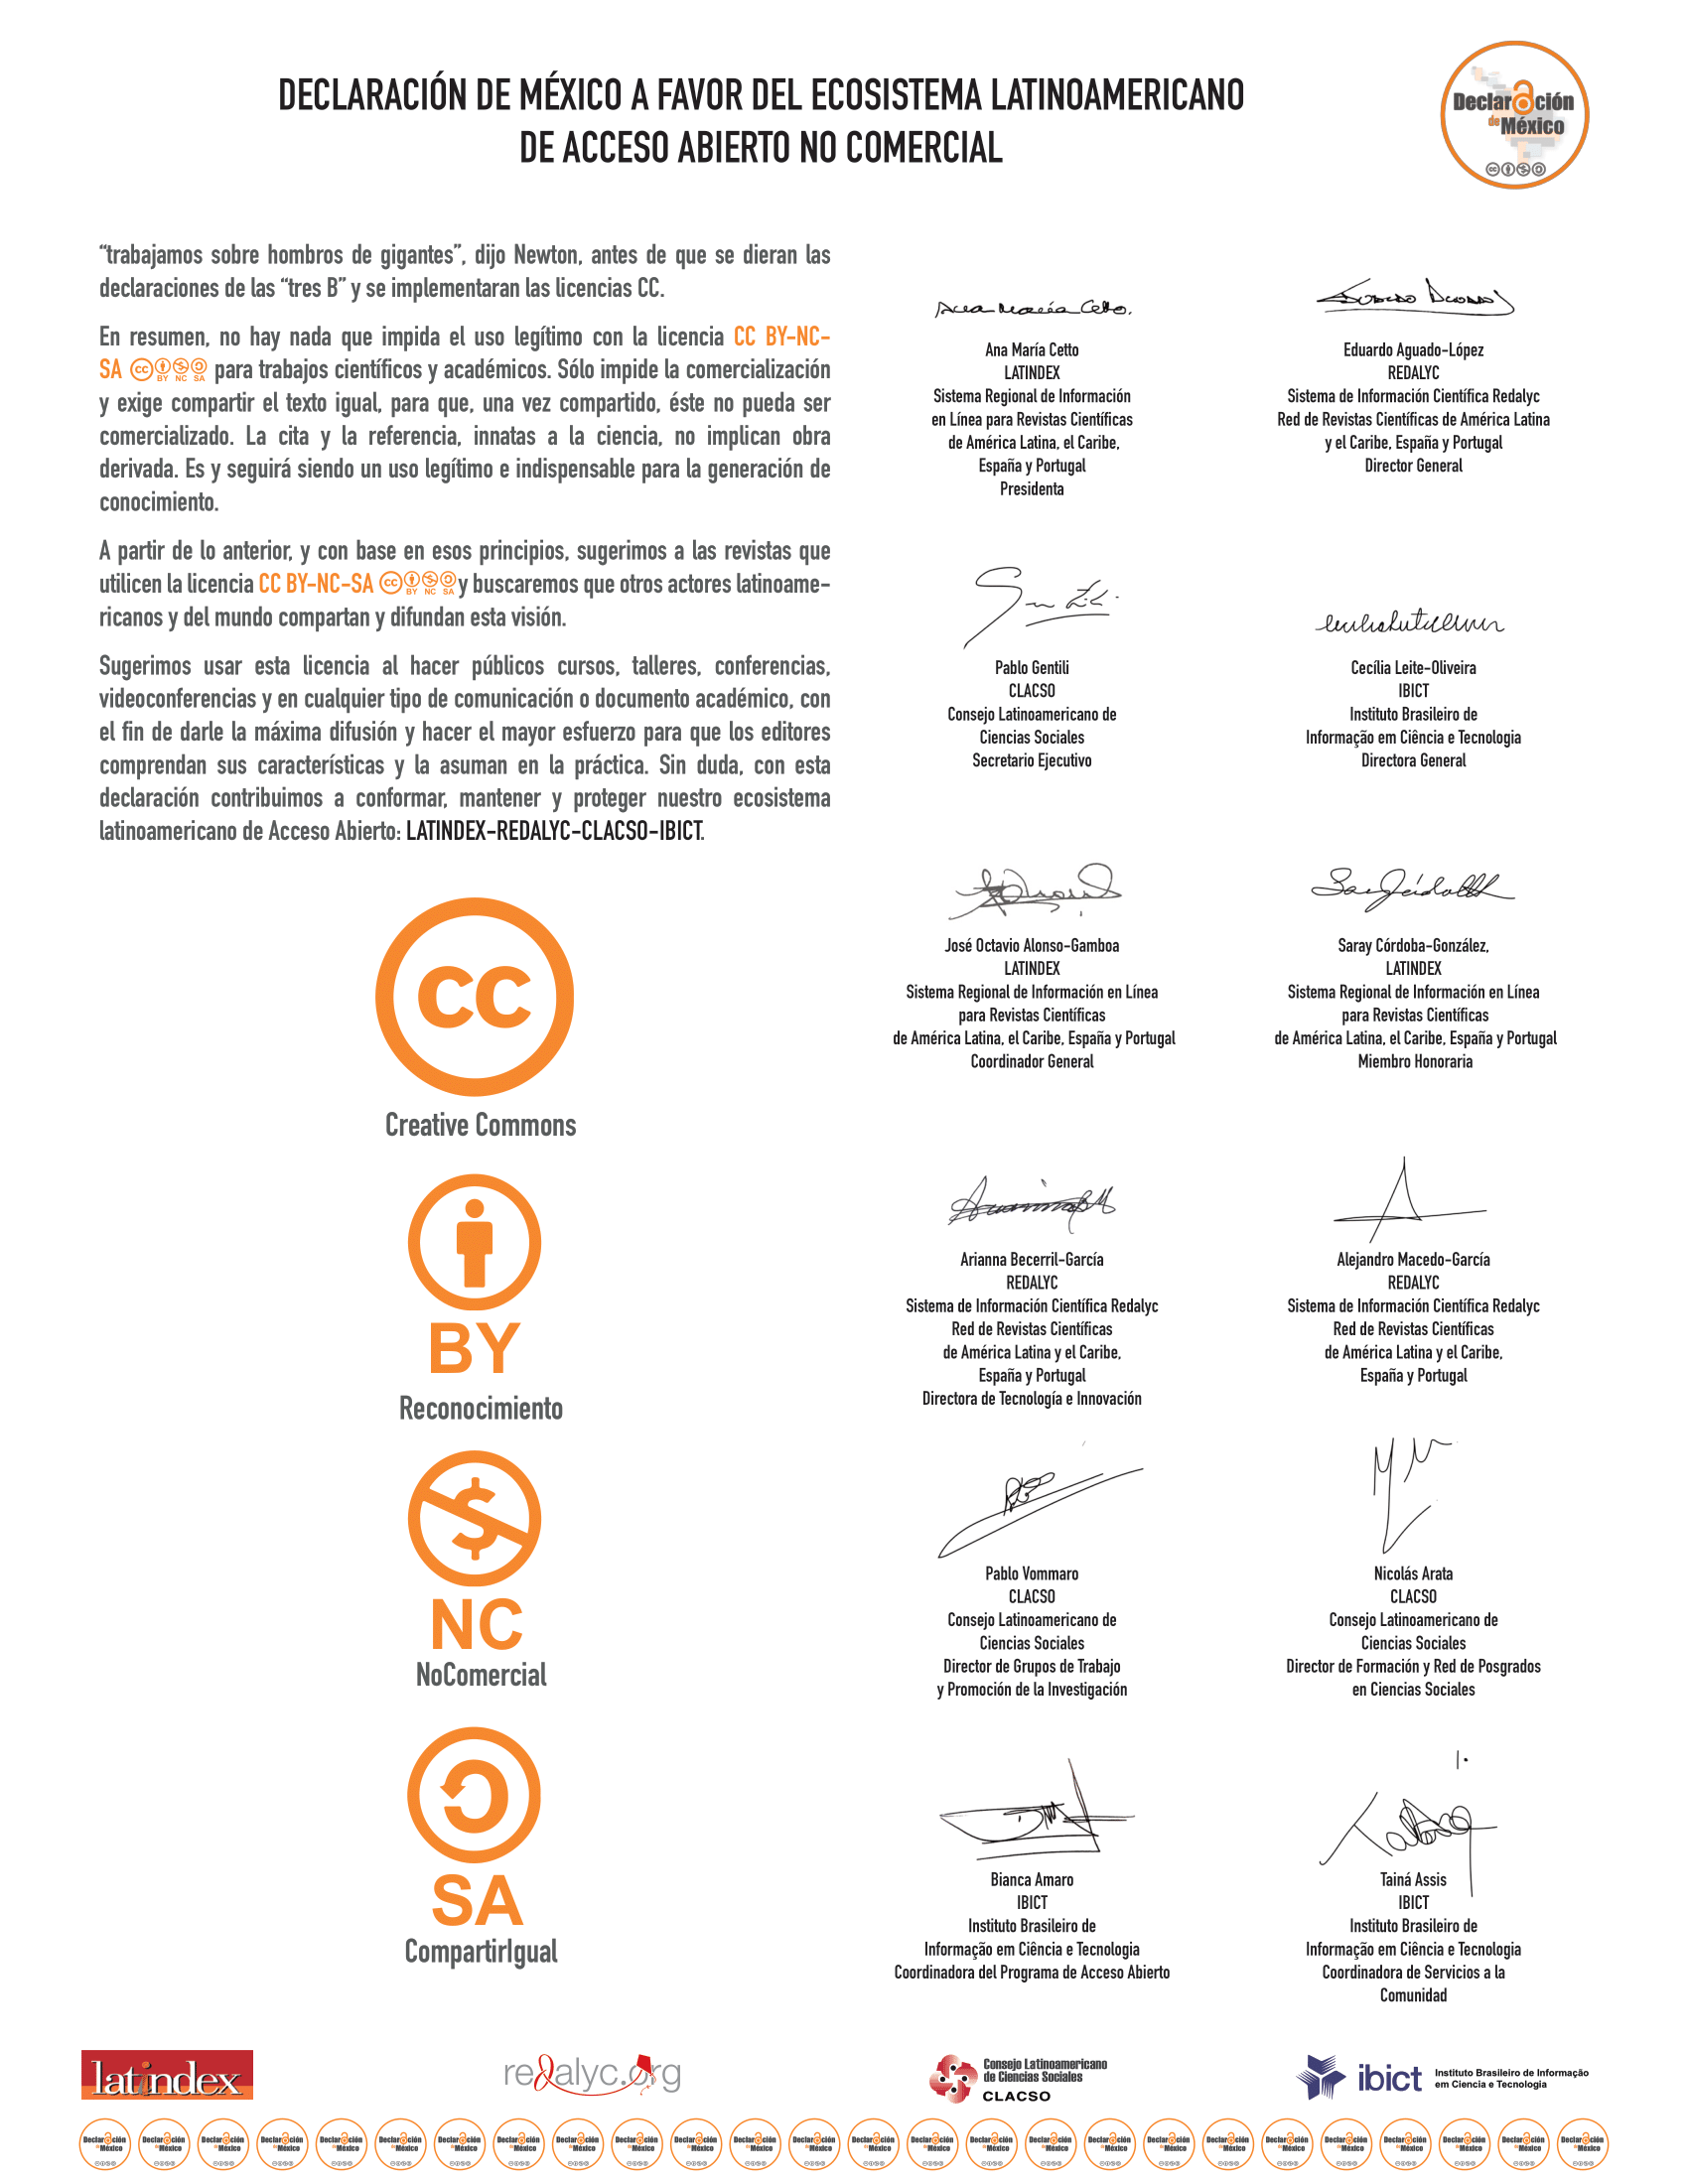 DECLARACIÓN DE MÉXICO A FAVOR DEL ECOSISTEMA LATINOAMERICANO
DE ACCESO ABIERTO NO COMERCIAL
Declaración
de México
“trabajamos sobre hombros de gigantes”, dijo Newton, antes de que se dieran las
declaraciones de las “tres B” y se implementaran las licencias CC.
En resumen, no hay nada que impida el uso legítimo con la licencia CC BY-NC-
SA cc BY NC SA para trabajos científicos y académicos. Sólo impide la comercialización
y exige compartir el texto igual, para que, una vez compartido, éste no pueda ser
comercializado. La cita y la referencia, innatas a la ciencia, no implican obra
derivada. Es y seguirá siendo un uso legítimo e indispensable para la generación de
conocimiento.
A partir de lo anterior, y con base en esos principios, sugerimos a las revistas que
utilicen la licencia CC BY-NC-SA cc BY NC SA y buscaremos que otros actores latinoame-
ricanos y del mundo compartan y difundan esta visión.
Sugerimos usar esta licencia al hacer públicos cursos, talleres, conferencias,
videoconferencias y en cualquier tipo de comunicación o documento académico, con
el fin de darle la máxima difusión y hacer el mayor esfuerzo para que los editores
comprendan sus características y la asuman en la práctica. Sin duda, con esta
declaración contribuimos a conformar, mantener y proteger nuestro ecosistema
latinoamericano de Acceso Abierto: LATINDEX-REDALYC-CLACSO-IBICT.
cc
Creative Commons
BY
Reconocimiento
NC
NoComercial
SA
CompartirIgual
Ana María Cetto.
Ana María Cetto
LATINDEX
Sistema Regional de Información
en Línea para Revistas Científicas
de América Latina, el Caribe,
España y Portugal
Presidenta
Eduardo Aguado-López
REDALYC
Sistema de Información Científica Redalyc
Red de Revistas Científicas de América Latina
y el Caribe, España y Portugal
Director General
Pablo Gentili
CLACSO
Consejo Latinoamericano de
Ciencias Sociales
Secretario Ejecutivo
Cecília Leite-Oliveira
IBICT
Instituto Brasileiro de
Informação em Ciência e Tecnologia
Directora General
José Octavio Alonso-Gamboa
LATINDEX
Sistema Regional de Información en Línea
para Revistas Científicas
de América Latina, el Caribe, España y Portugal
Coordinador General
Saray Córdoba-González,
LATINDEX
Sistema Regional de Información en Línea
para Revistas Científicas
de América Latina, el Caribe, España y Portugal
Miembro Honoraria
Arianna Becerril-García
REDALYC
Sistema de Información Científica Redalyc
Red de Revistas Científicas
de América Latina y el Caribe,
España y Portugal
Directora de Tecnología e Innovación
Alejandro Macedo-García
REDALYC
Sistema de Información Científica Redalyc
Red de Revistas Científicas
de América Latina y el Caribe,
España y Portugal
Pablo Vommaro
CLACSO
Consejo Latinoamericano de
Ciencias Sociales
Director de Grupos de Trabajo
y Promoción de la Investigación
Nicolás Arata
CLACSO
Consejo Latinoamericano de
Ciencias Sociales
Director de Formación y Red de Posgrados
en Ciencias Sociales
Bianca Amaro
IBICT
Instituto Brasileiro de
Informação em Ciência e Tecnologia
Coordinadora del Programa de Acceso Abierto
Tainá Assis
IBICT
Instituto Brasileiro de
Informação em Ciência e Tecnologia
Coordinadora de Servicios a la
Comunidad
latindex
redalyc.org
Consejo Latinoamericano
de Ciencias Sociales
CLACSO
ibict
Instituto Brasileiro de Informação
em Ciencia e Tecnologia